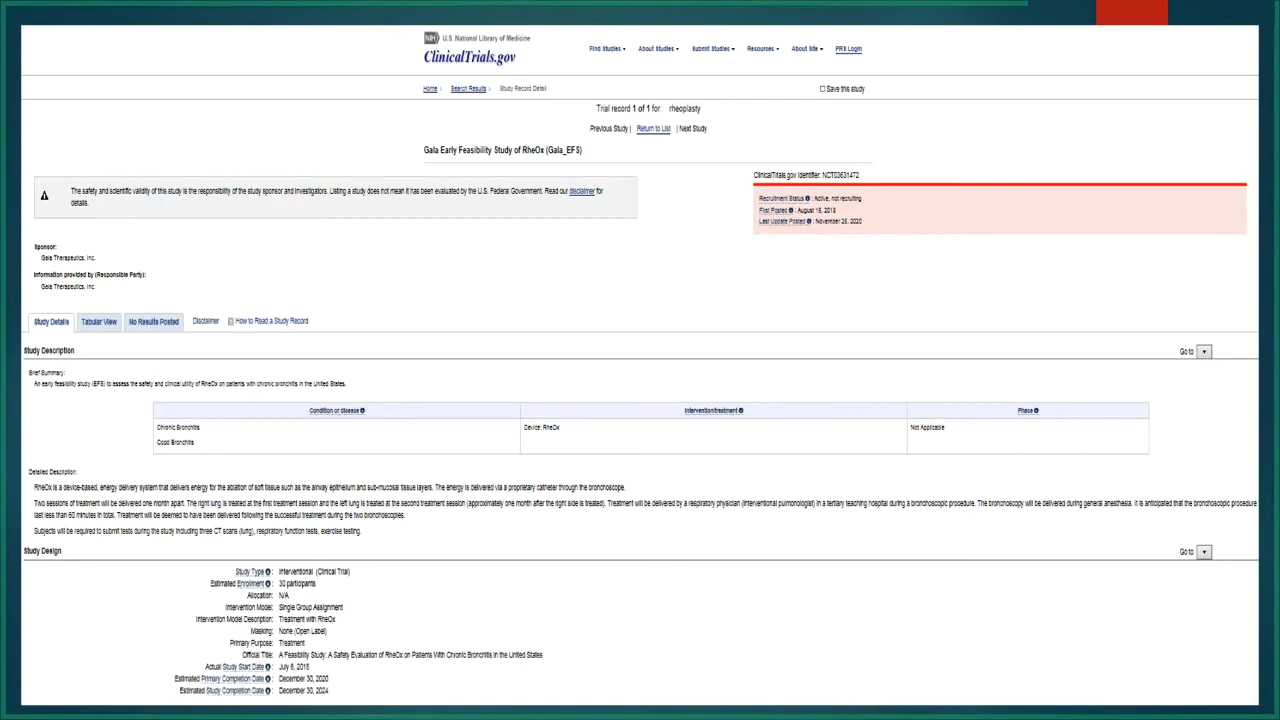 NIH U.S. National Library of Medicine
ClinicalTrials.gov
Find Studies ▾ About Studies ▾ Submit Studies ▾ Resources ▾ About Site ▾ PRS Login
Home › Search Results › Study Record Detail
Save this study
Trial record 1 of 1 for: rheoplasty
Previous Study | Return to List | Next Study
Gala Early Feasibility Study of RheOx (Gala_EFS)
The safety and scientific validity of this study is the responsibility of the study sponsor and investigators. Listing a study does not mean it has been evaluated by the U.S. Federal Government. Read our disclaimer for
details.
ClinicalTrials.gov Identifier: NCT03631472
Recruitment Status : Active, not recruiting
First Posted : August 15, 2018
Last Update Posted : November 25, 2020
Sponsor:
Gala Therapeutics, Inc.
Information provided by (Responsible Party):
Gala Therapeutics, Inc.
Study Details Tabular View No Results Posted Disclaimer How to Read a Study Record
Study Description
Go to
Brief Summary:
An early feasibility study (EFS) to assess the safety and clinical utility of RheOx on patients with chronic bronchitis in the United States.
Condition or disease Intervention/treatment Phase
Chronic Bronchitis Device: RheOx Not Applicable
Copd Bronchitis
Detailed Description:
RheOx is a device-based, energy delivery system that delivers energy for the ablation of soft tissue such as the airway epithelium and sub-mucosal tissue layers. The energy is delivered via a proprietary catheter through the bronchoscope.
Two sessions of treatment will be delivered one month apart. The right lung is treated at the first treatment session and the left lung is treated at the second treatment session (approximately one month after the right side is treated). Treatment will be delivered by a respiratory physician (interventional pulmonologist) in a tertiary teaching hospital during a bronchoscopic procedure. The bronchoscopy will be delivered during general anesthesia. It is anticipated that the bronchoscopic procedure
last less than 60 minutes in total. Treatment will be deemed to have been delivered following the successful treatment during the two bronchoscopies.
Subjects will be required to submit tests during the study including three CT scans (lung), respiratory function tests, exercise testing.
Study Design
Go to
Study Type : Interventional (Clinical Trial)
Estimated Enrollment : 30 participants
Allocation: N/A
Intervention Model: Single Group Assignment
Intervention Model Description: Treatment with RheOx
Masking: None (Open Label)
Primary Purpose: Treatment
Official Title: A Feasibility Study: A Safety Evaluation of RheOx on Patients With Chronic Bronchitis in the United States
Actual Study Start Date : July 6, 2018
Estimated Primary Completion Date : December 30, 2020
Estimated Study Completion Date : December 30, 2024